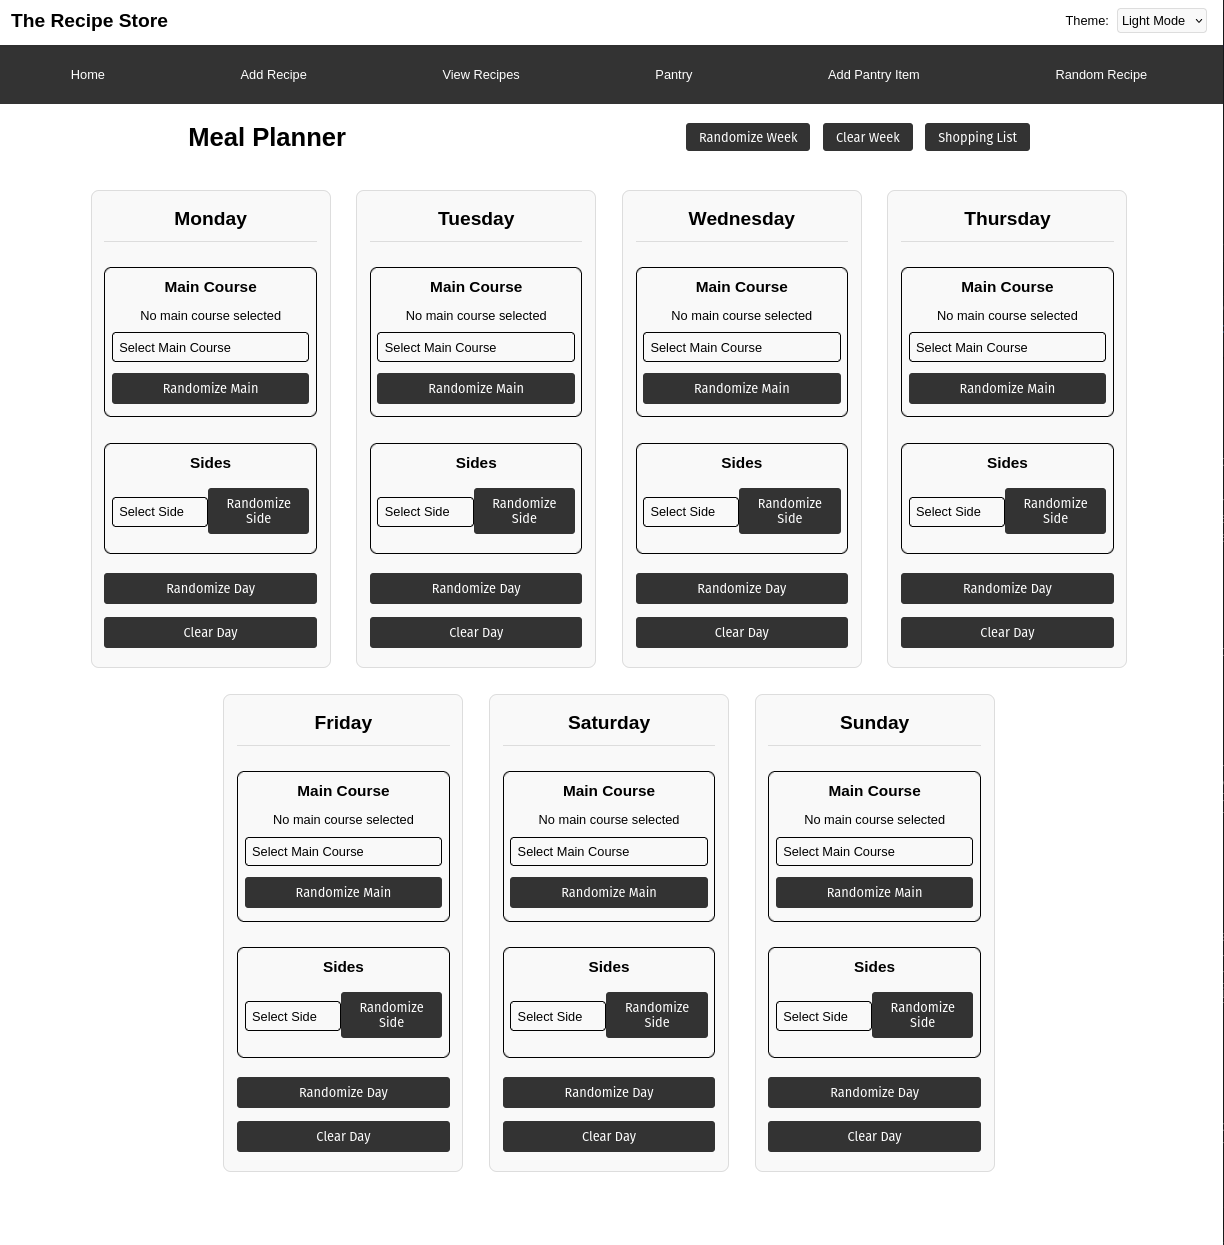 The Recipe Store
Theme: Light Mode
Home Add Recipe View Recipes Pantry Add Pantry Item Random Recipe
Meal Planner Randomize Week Clear Week Shopping List
Monday Tuesday Wednesday Thursday
Main Course Main Course Main Course Main Course
No main course selected No main course selected No main course selected No main course selected
Select Main Course Select Main Course Select Main Course Select Main Course
Randomize Main Randomize Main Randomize Main Randomize Main
Sides Sides Sides Sides
Select Side Randomize Side Select Side Randomize Side Select Side Randomize Side Select Side Randomize Side
Randomize Day Randomize Day Randomize Day Randomize Day
Clear Day Clear Day Clear Day Clear Day
Friday Saturday Sunday
Main Course Main Course Main Course
No main course selected No main course selected No main course selected
Select Main Course Select Main Course Select Main Course
Randomize Main Randomize Main Randomize Main
Sides Sides Sides
Select Side Randomize Side Select Side Randomize Side Select Side Randomize Side
Randomize Day Randomize Day Randomize Day
Clear Day Clear Day Clear Day